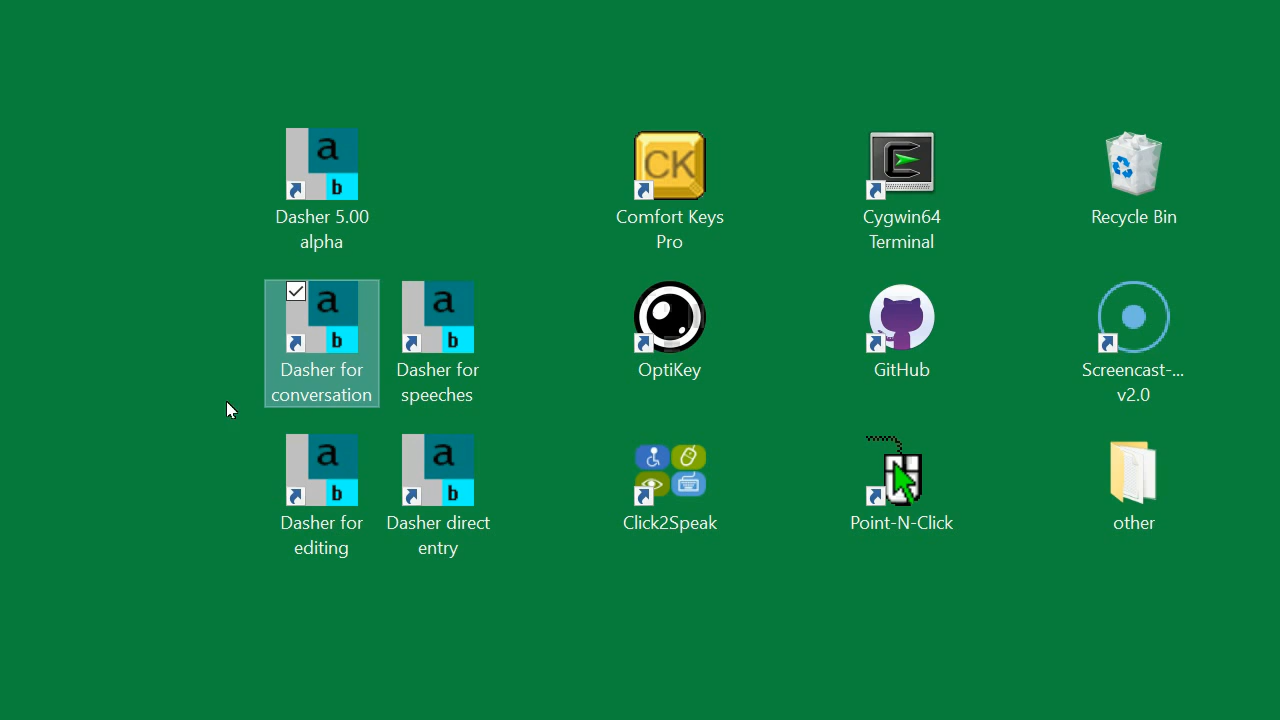 a
b
Dasher 5.00
alpha
CK
Comfort Keys
Pro
Cygwin64
Terminal
Recycle Bin
a
b
Dasher for
conversation
a
b
Dasher for
speeches
OptiKey
GitHub
Screencast-...
v2.0
a
b
Dasher for
editing
a
b
Dasher direct
entry
Click2Speak
Point-N-Click
other